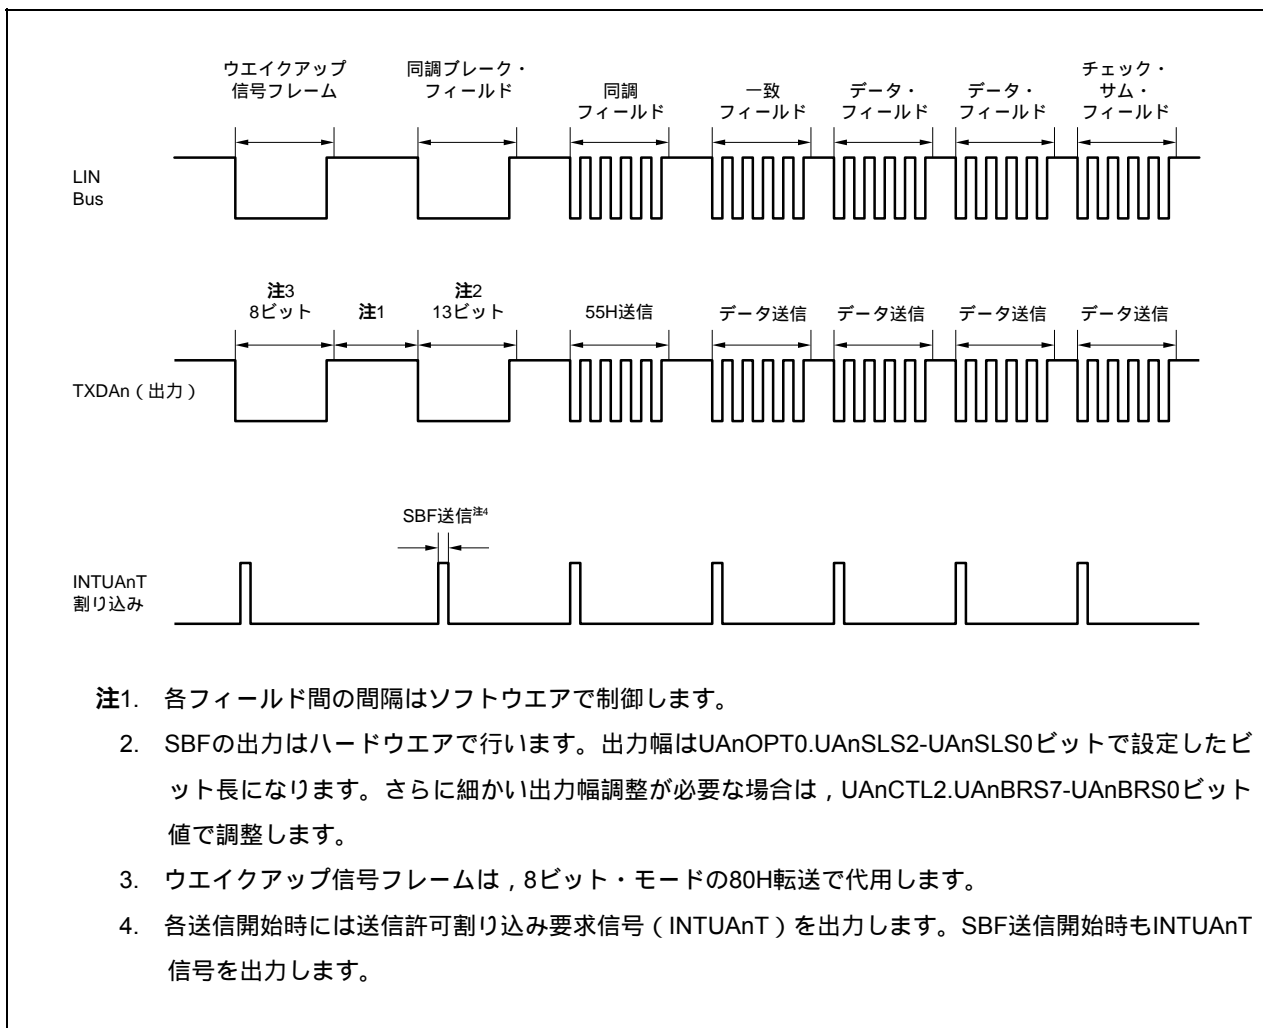 ウエイクアップ
信号フレーム
同調ブレーク・
フィールド
同調
フィールド
一致
フィールド
データ・
フィールド
データ・
フィールド
チェック・
サム・
フィールド
LIN
Bus
注3
8ビット
注1
注2
13ビット
55H送信
データ送信
データ送信
データ送信
データ送信
TXDAn（出力）
SBF送信注4
INTUAnT
割り込み
注1. 各フィールド間の間隔はソフトウエアで制御します。
2. SBFの出力はハードウエアで行います。出力幅はUAnOPT0.UAnSLS2-UAnSLS0ビットで設定したビ
ット長になります。さらに細かい出力幅調整が必要な場合は，UAnCTL2.UAnBRS7-UAnBRS0ビット
値で調整します。
3. ウエイクアップ信号フレームは，8ビット・モードの80H転送で代用します。
4. 各送信開始時には送信許可割り込み要求信号（INTUAnT）を出力します。SBF送信開始時もINTUAnT
信号を出力します。